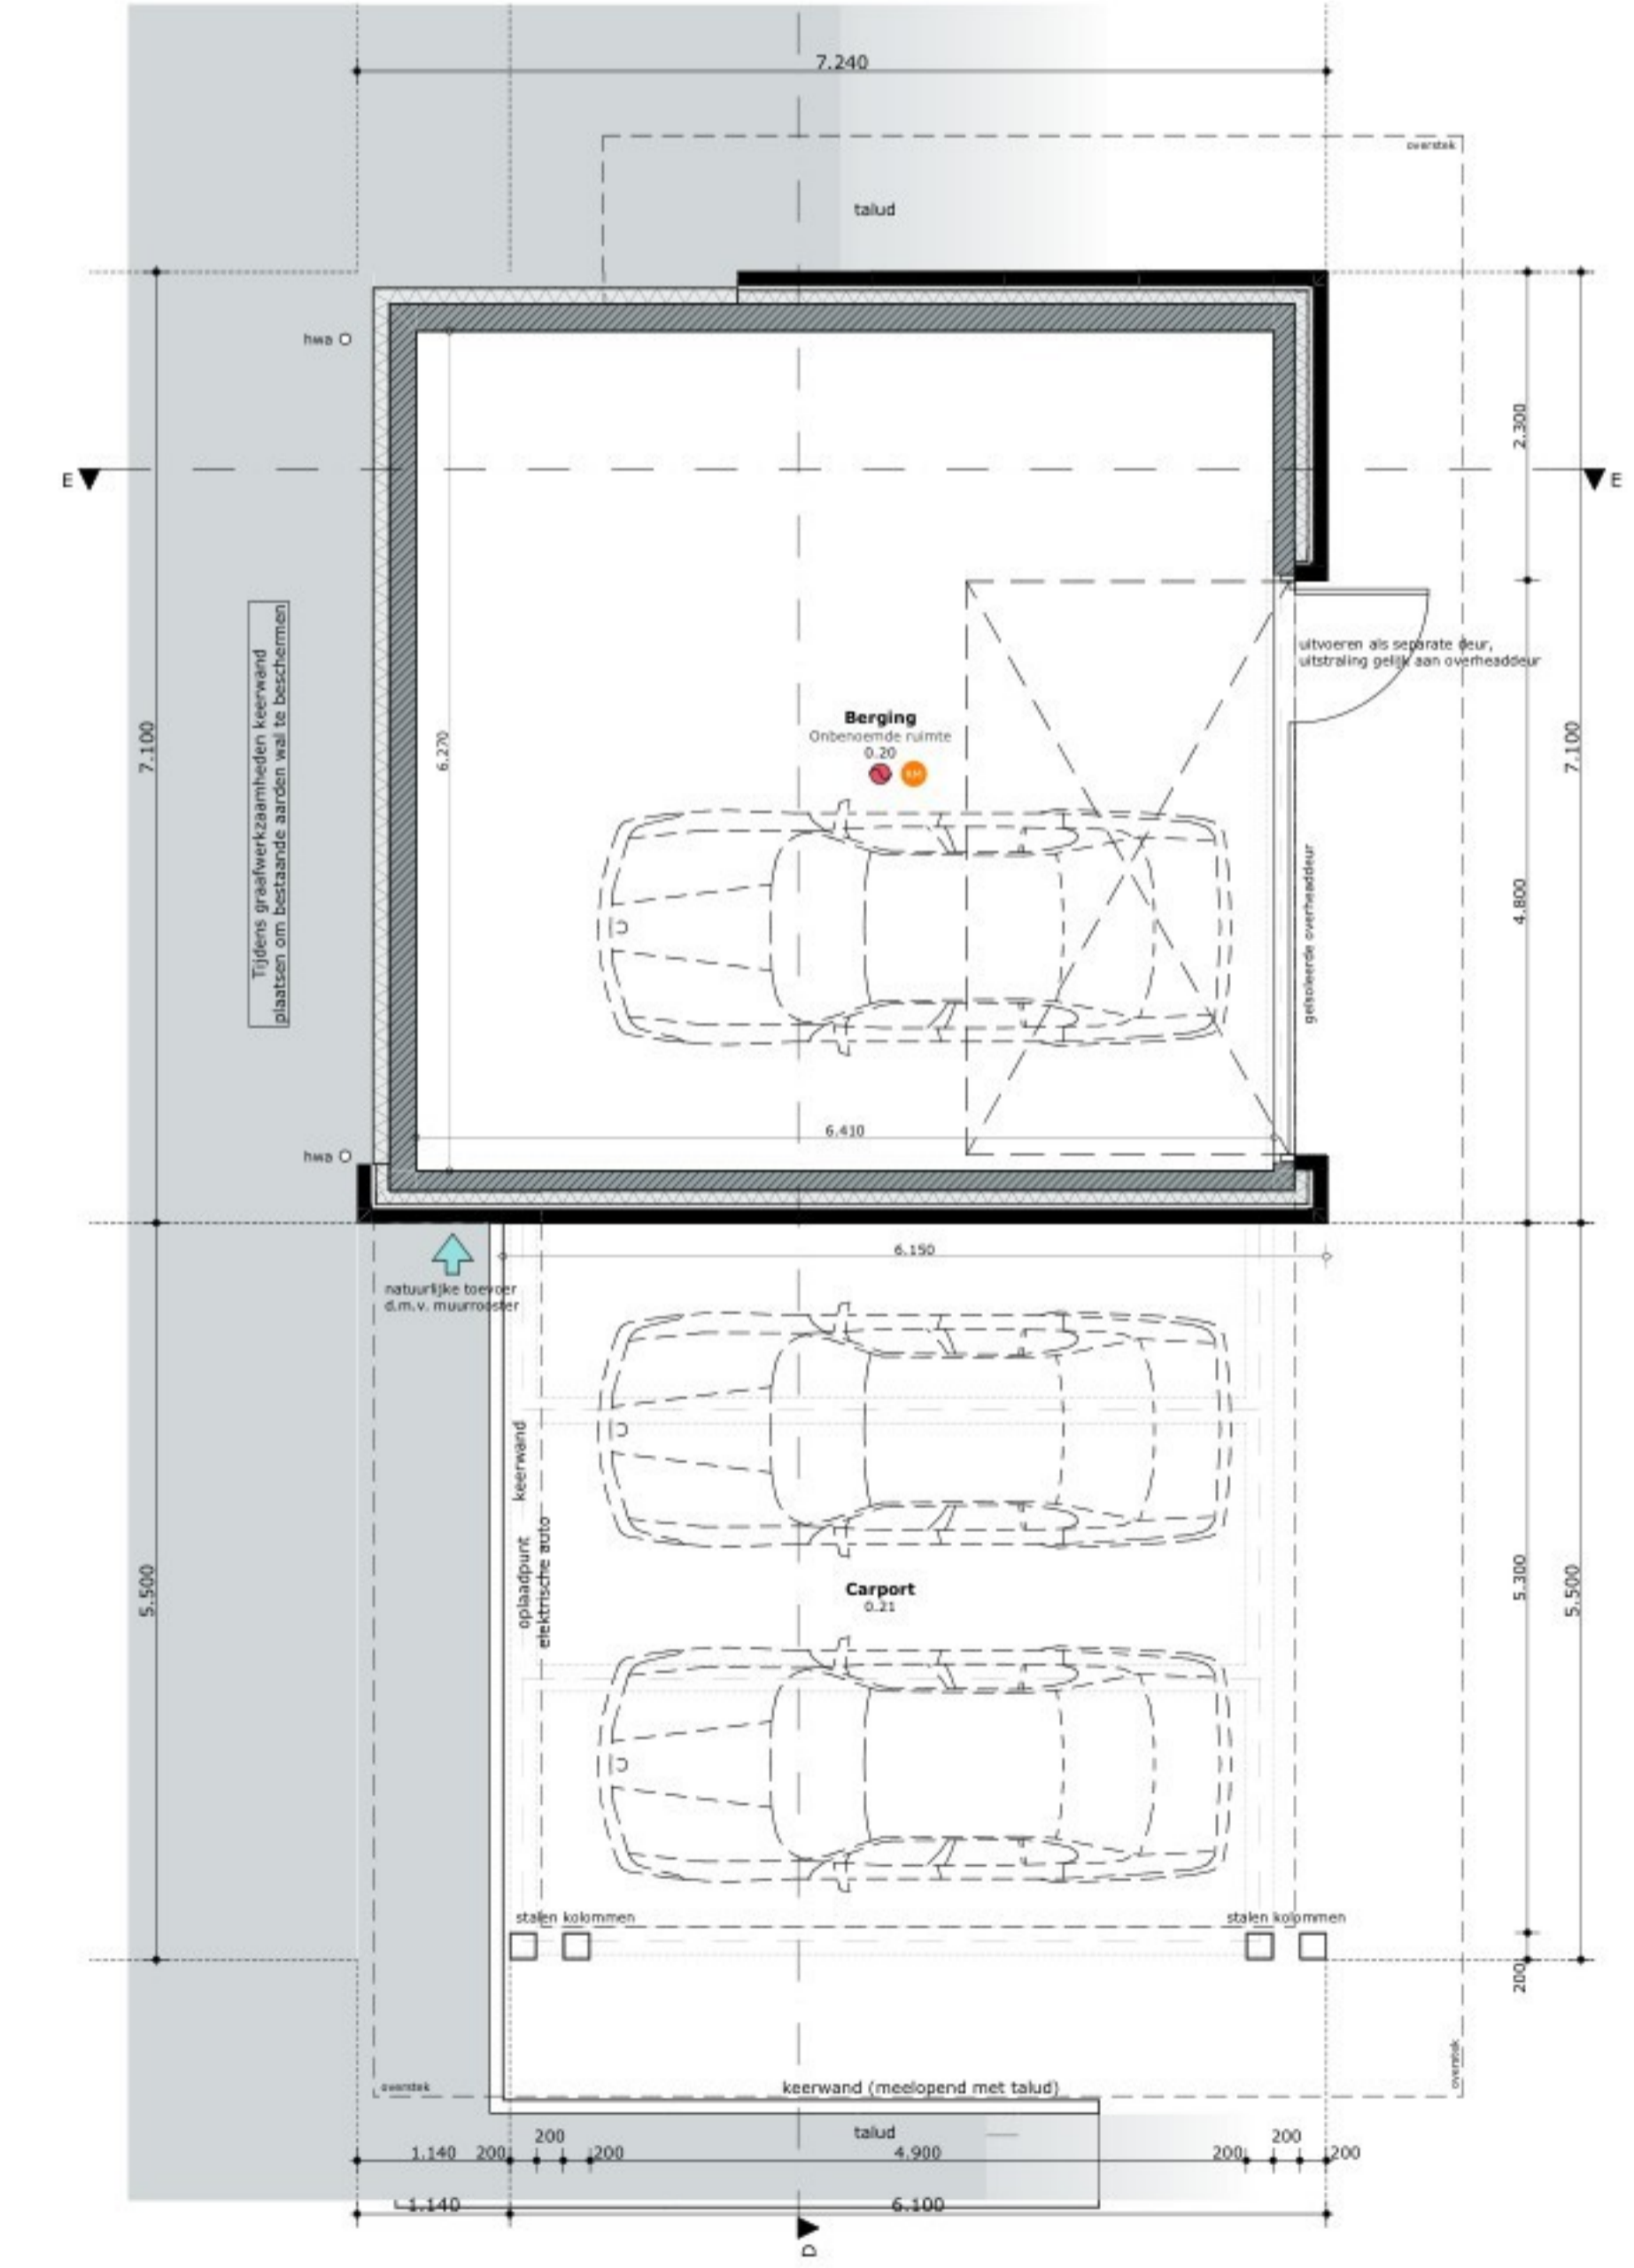 7.240
overstek
talud
hwa
2.300
E
E
uitvoeren als separate deur,
uitstraling gelijk aan overheaddeur
Tijdens graafwerkzaamheden keerwand
plaatsen om bestaande aarden wal te beschermen
7.100
6.270
Berging
Onbenoemde ruimte
0.20
RM
7.100
4.800
geïsoleerde overheaddeur
6.410
hwa
6.150
natuurlijke toevoer
d.m.v. muurrooster
keerwand
oplaadpunt
elektrische auto
Carport
0.21
5.500
5.300
5.500
stalen kolommen
stalen kolommen
200
overstek
overstek
keerwand (meelopend met talud)
talud
200
200
1.140
200
200
4.900
200
200
1.140
6.100
D